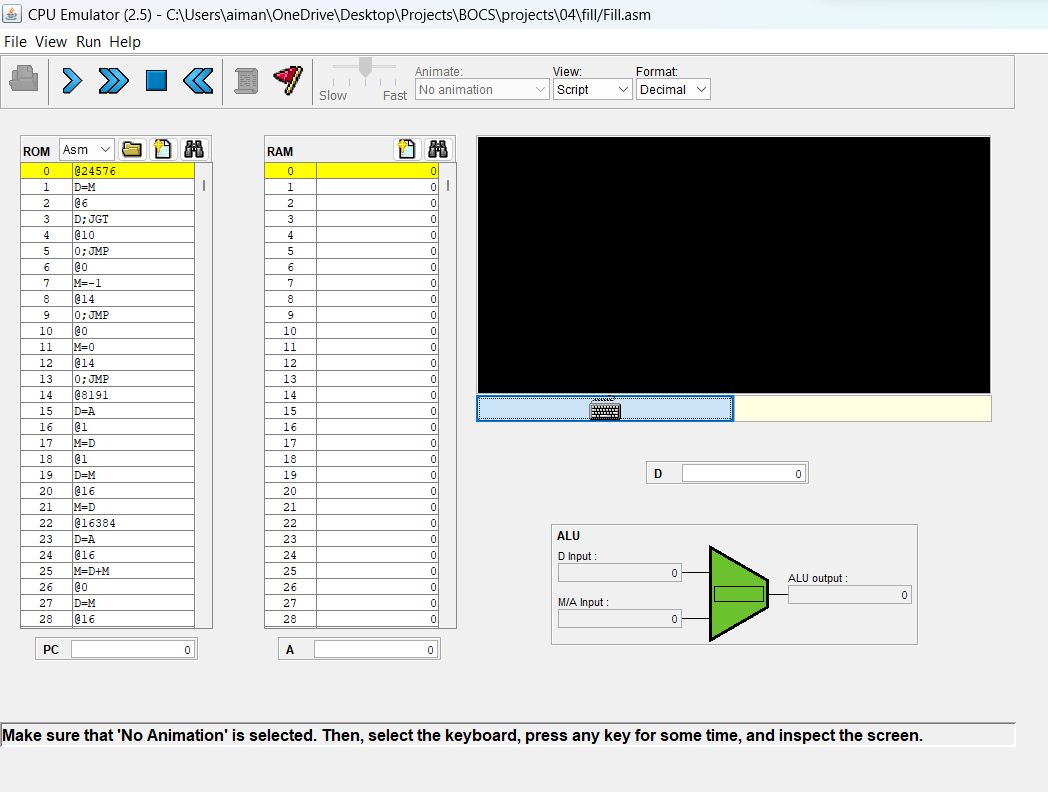 CPU Emulator (2.5) - C:\Users\aiman\OneDrive\Desktop\Projects\BOCS\projects\04\fill/Fill.asm
File View Run Help
Slow Fast
Animate:
No animation
View:
Script
Format:
Decimal
ROM Asm
0 @24576
1 D=M
2 @6
3 D;JGT
4 @10
5 0;JMP
6 @0
7 M=-1
8 @14
9 0;JMP
10 @0
11 M=0
12 @14
13 0;JMP
14 @8191
15 D=A
16 @1
17 M=D
18 @1
19 D=M
20 @16
21 M=D
22 @16384
23 D=A
24 @16
25 M=D+M
26 @0
27 D=M
28 @16
PC 0
RAM
0 0
1 0
2 0
3 0
4 0
5 0
6 0
7 0
8 0
9 0
10 0
11 0
12 0
13 0
14 0
15 0
16 0
17 0
18 0
19 0
20 0
21 0
22 0
23 0
24 0
25 0
26 0
27 0
28 0
A 0
D 0
ALU
D Input :
0
M/A Input :
0
ALU output :
0
Make sure that 'No Animation' is selected. Then, select the keyboard, press any key for some time, and inspect the screen.